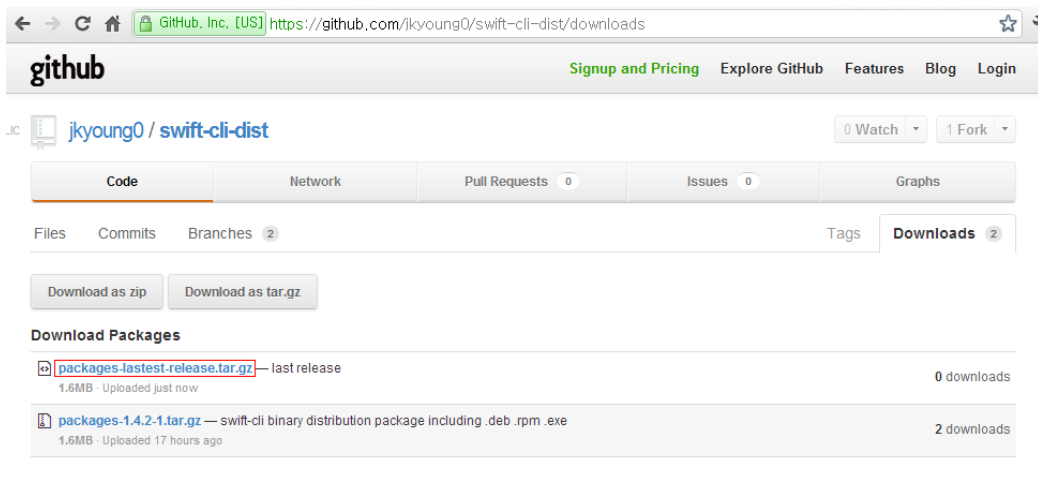 GitHub, Inc. [US] https://github.com/jkyoung0/swift-cli-dist/downloads
github Signup and Pricing Explore GitHub Features Blog Login
jkyoung0 / swift-cli-dist 0 Watch 1 Fork
Code Network Pull Requests 0 Issues 0 Graphs
Files Commits Branches 2 Tags Downloads 2
Download as zip Download as tar.gz
Download Packages
packages-lastest-release.tar.gz — last release
1.6MB · Uploaded just now
0 downloads
packages-1.4.2-1.tar.gz — swift-cli binary distribution package including .deb .rpm .exe
1.6MB · Uploaded 17 hours ago
2 downloads